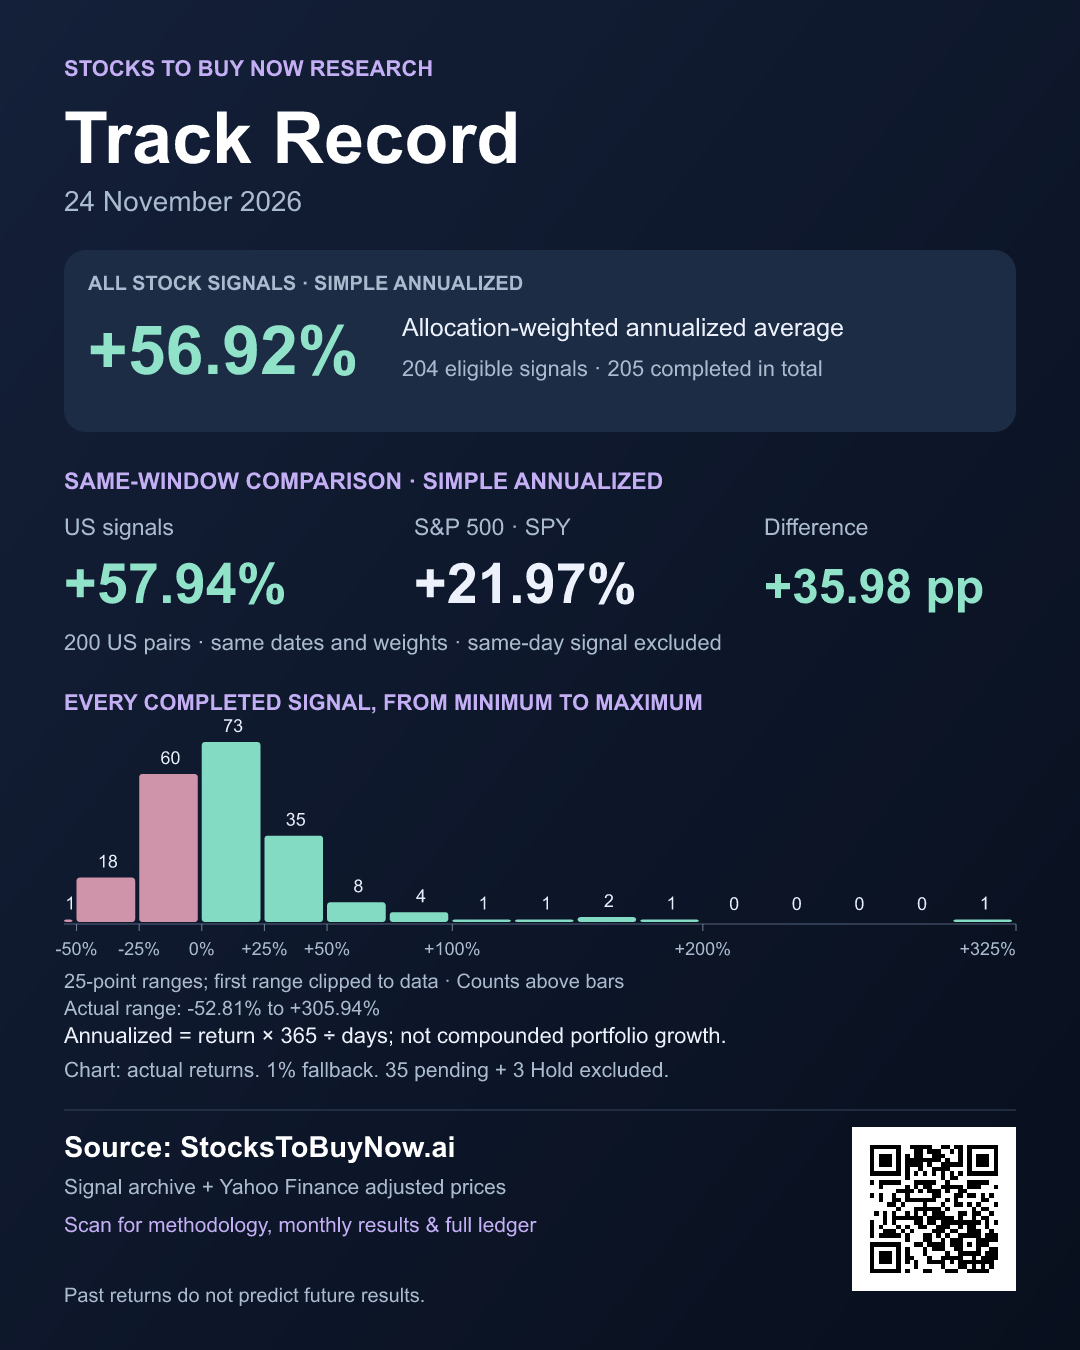 STOCKS TO BUY NOW RESEARCH
Track Record
24 November 2026
ALL STOCK SIGNALS · SIMPLE ANNUALIZED
+56.92%
Allocation-weighted annualized average
204 eligible signals · 205 completed in total
SAME-WINDOW COMPARISON · SIMPLE ANNUALIZED
US signals
+57.94%
S&P 500 · SPY
+21.97%
Difference
+35.98 pp
200 US pairs · same dates and weights · same-day signal excluded
EVERY COMPLETED SIGNAL, FROM MINIMUM TO MAXIMUM
1 18 60 73 35 8 4 1 1 2 1 0 0 0 0 1
-50% -25% 0% +25% +50% +100% +200% +325%
25-point ranges; first range clipped to data · Counts above bars
Actual range: -52.81% to +305.94%
Annualized = return × 365 ÷ days; not compounded portfolio growth.
Chart: actual returns. 1% fallback. 35 pending + 3 Hold excluded.
Source: StocksToBuyNow.ai
Signal archive + Yahoo Finance adjusted prices
Scan for methodology, monthly results & full ledger
Past returns do not predict future results.